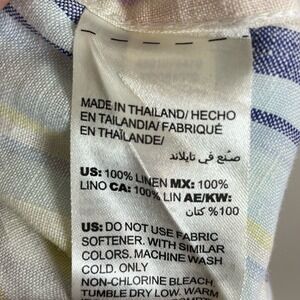 MADE IN THAILAND/ HECHO
EN TAILANDIA/ FABRIQUÉ
EN THAÏLANDE/
صنع في تايلاند
US: 100% LINEN MX: 100%
LINO CA: 100% LIN AE/KW:
100% كتان
US: DO NOT USE FABRIC
SOFTENER. WITH SIMILAR
COLORS. MACHINE WASH
COLD. ONLY
NON-CHLORINE BLEACH.
TUMBLE DRY LOW. WARM